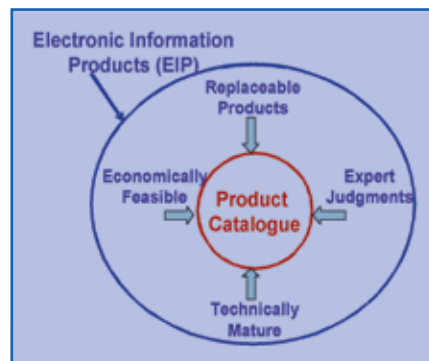 Electronic Information
Products (EIP)
Replaceable
Products
Economically
Feasible
Product
Catalogue
Expert
Judgments
Technically
Mature